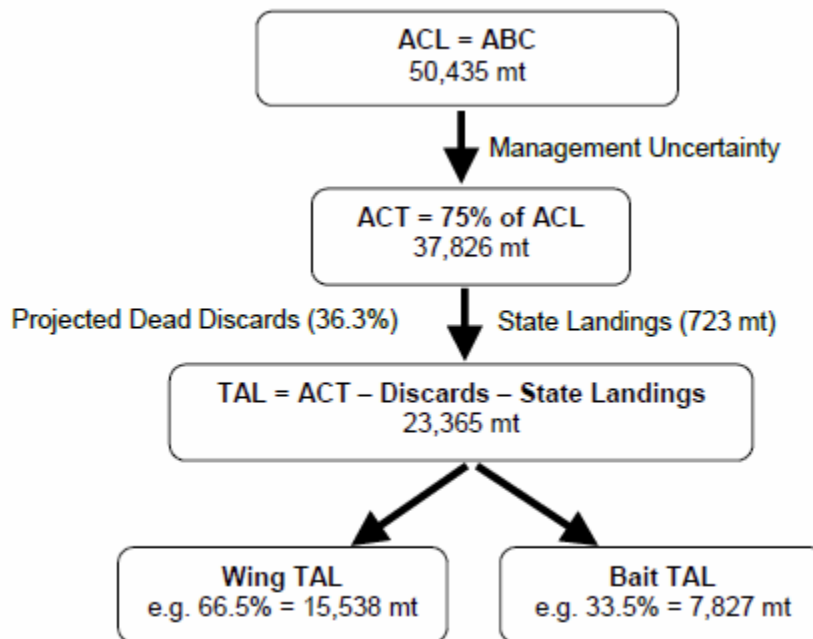 ACL = ABC
50,435 mt
Management Uncertainty
ACT = 75% of ACL
37,826 mt
Projected Dead Discards (36.3%)
State Landings (723 mt)
TAL = ACT – Discards – State Landings
23,365 mt
Wing TAL
e.g. 66.5% = 15,538 mt
Bait TAL
e.g. 33.5% = 7,827 mt